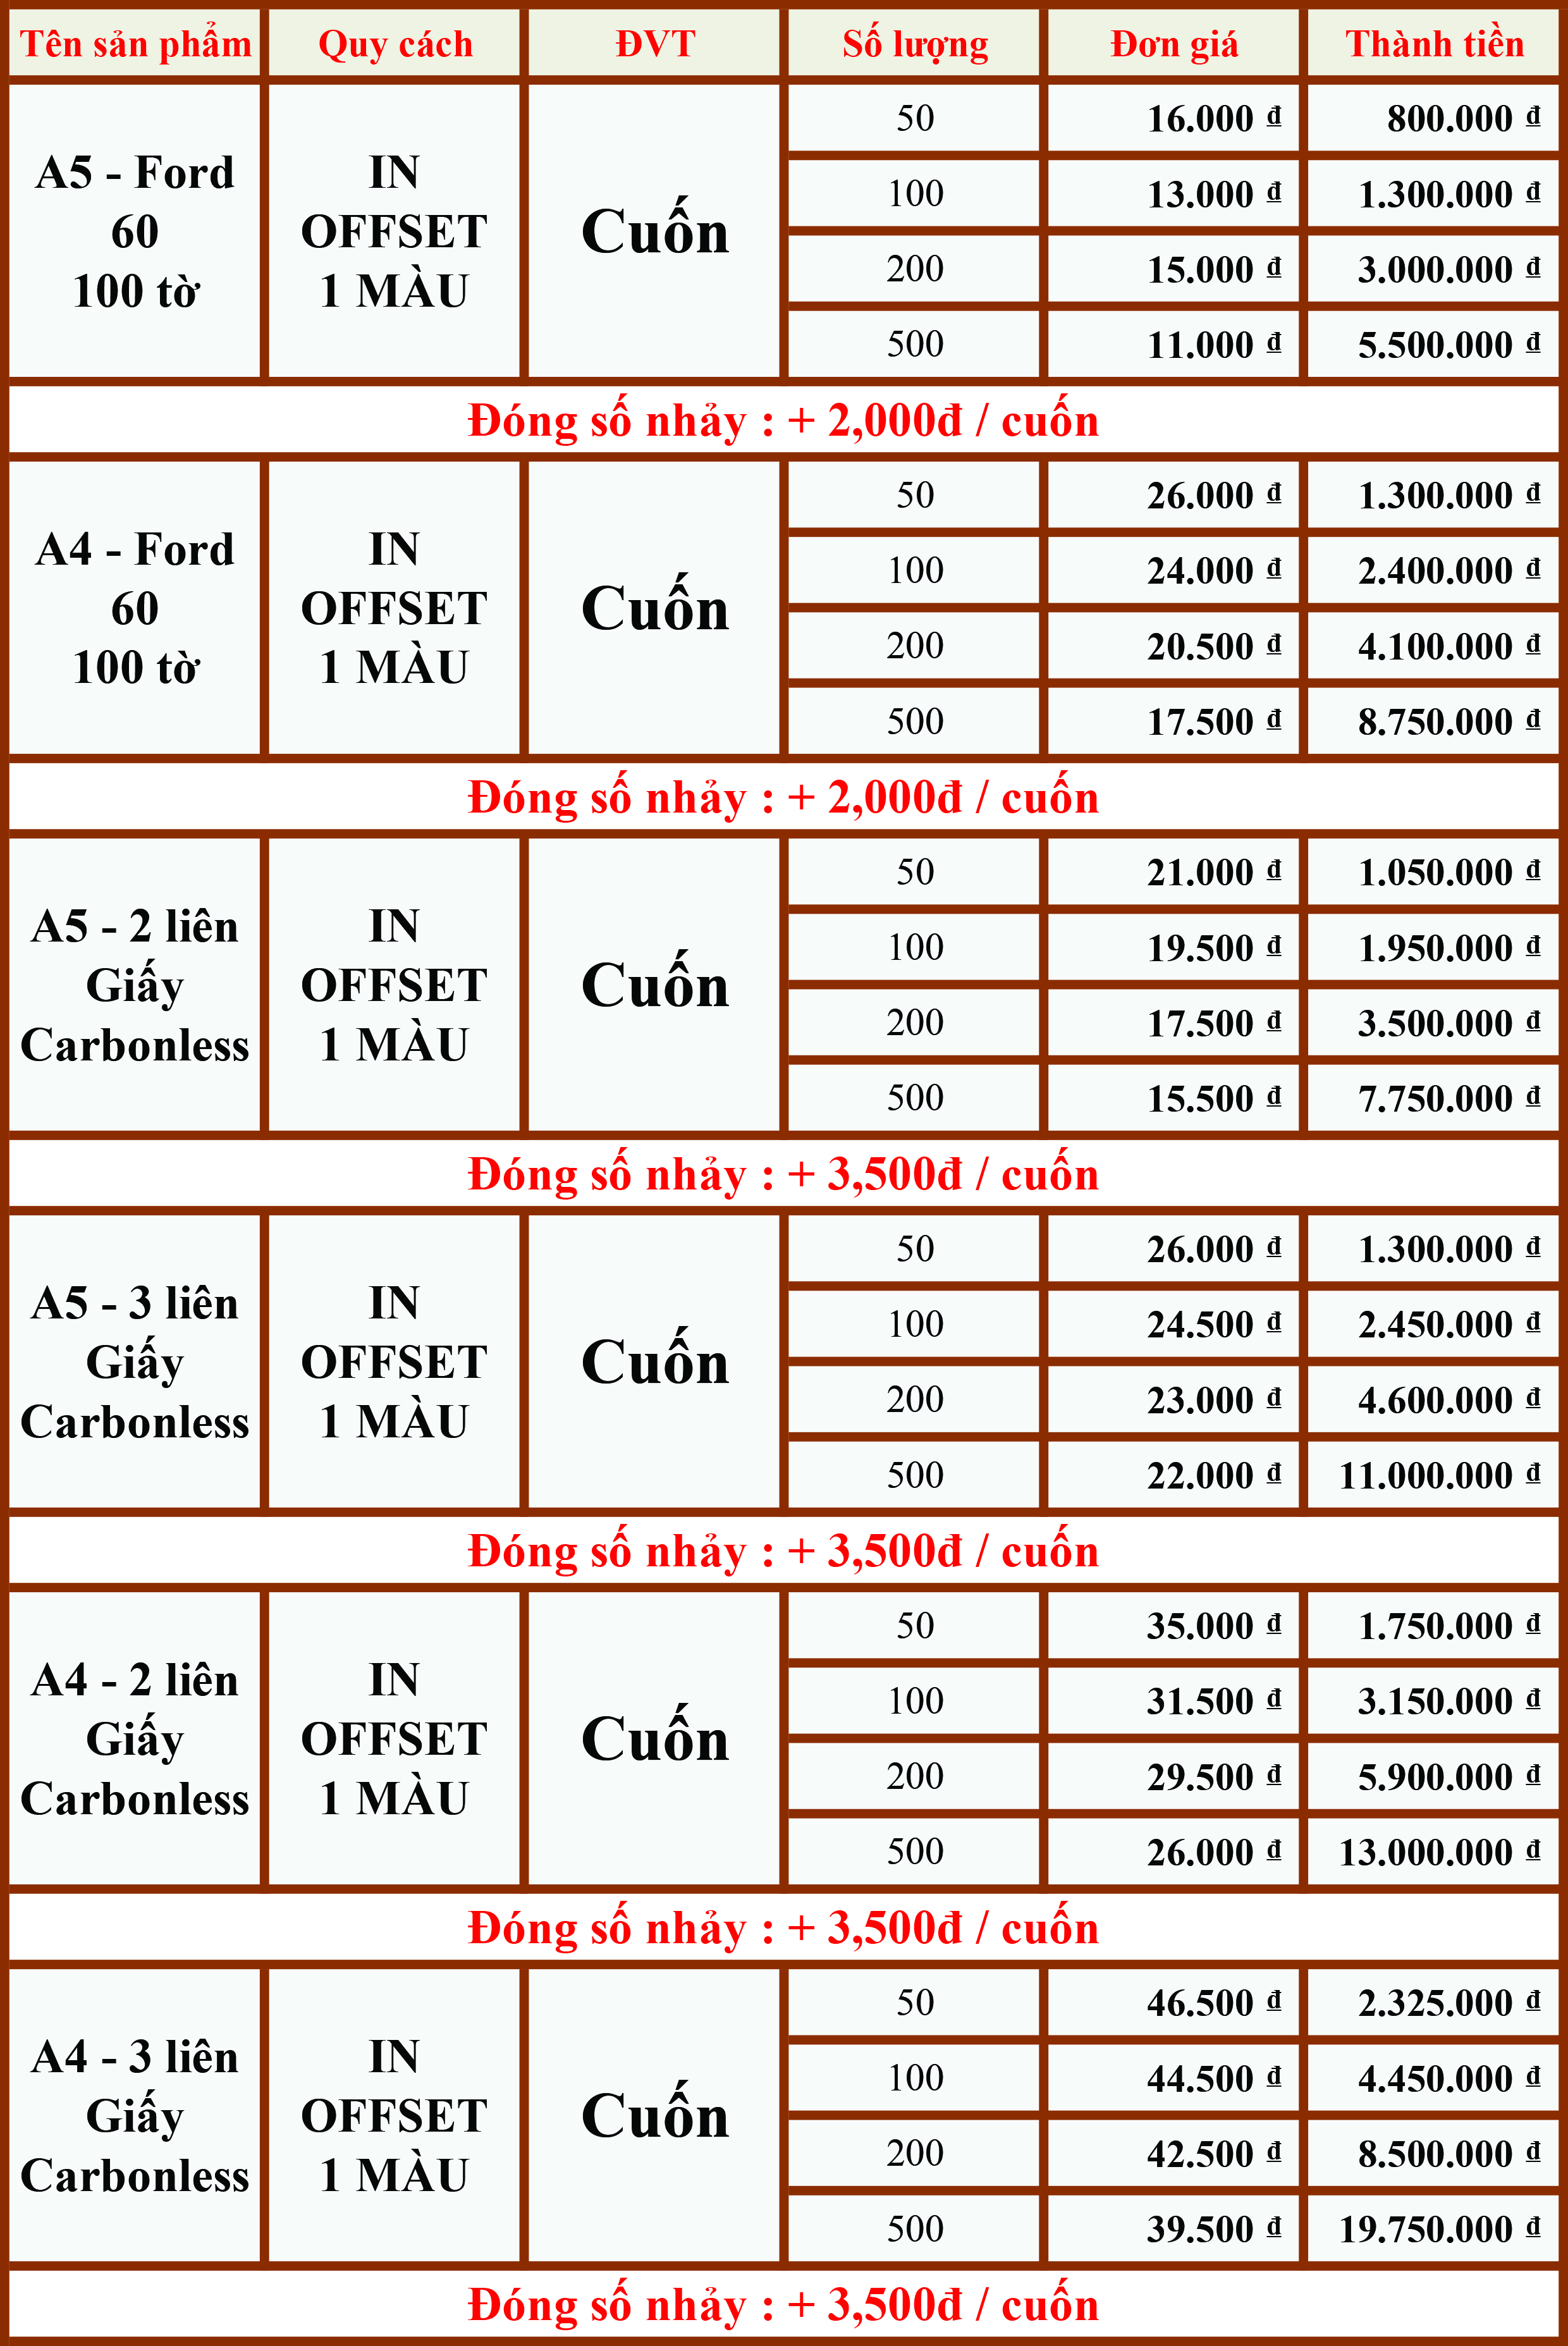 Tên sản phẩm Quy cách ĐVT Số lượng Đơn giá Thành tiền
A5 - Ford
60
100 tờ
IN
OFFSET
1 MÀU
Cuốn
50 16.000 ₫ 800.000 ₫
100 13.000 ₫ 1.300.000 ₫
200 15.000 ₫ 3.000.000 ₫
500 11.000 ₫ 5.500.000 ₫
Đóng số nhảy : + 2,000đ / cuốn
A4 - Ford
60
100 tờ
IN
OFFSET
1 MÀU
Cuốn
50 26.000 ₫ 1.300.000 ₫
100 24.000 ₫ 2.400.000 ₫
200 20.500 ₫ 4.100.000 ₫
500 17.500 ₫ 8.750.000 ₫
Đóng số nhảy : + 2,000đ / cuốn
A5 - 2 liên
Giấy
Carbonless
IN
OFFSET
1 MÀU
Cuốn
50 21.000 ₫ 1.050.000 ₫
100 19.500 ₫ 1.950.000 ₫
200 17.500 ₫ 3.500.000 ₫
500 15.500 ₫ 7.750.000 ₫
Đóng số nhảy : + 3,500đ / cuốn
A5 - 3 liên
Giấy
Carbonless
IN
OFFSET
1 MÀU
Cuốn
50 26.000 ₫ 1.300.000 ₫
100 24.500 ₫ 2.450.000 ₫
200 23.000 ₫ 4.600.000 ₫
500 22.000 ₫ 11.000.000 ₫
Đóng số nhảy : + 3,500đ / cuốn
A4 - 2 liên
Giấy
Carbonless
IN
OFFSET
1 MÀU
Cuốn
50 35.000 ₫ 1.750.000 ₫
100 31.500 ₫ 3.150.000 ₫
200 29.500 ₫ 5.900.000 ₫
500 26.000 ₫ 13.000.000 ₫
Đóng số nhảy : + 3,500đ / cuốn
A4 - 3 liên
Giấy
Carbonless
IN
OFFSET
1 MÀU
Cuốn
50 46.500 ₫ 2.325.000 ₫
100 44.500 ₫ 4.450.000 ₫
200 42.500 ₫ 8.500.000 ₫
500 39.500 ₫ 19.750.000 ₫
Đóng số nhảy : + 3,500đ / cuốn